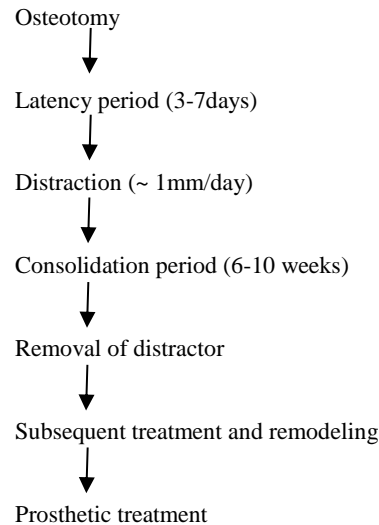 Osteotomy
Latency period (3-7days)
Distraction (~ 1mm/day)
Consolidation period (6-10 weeks)
Removal of distractor
Subsequent treatment and remodeling
Prosthetic treatment